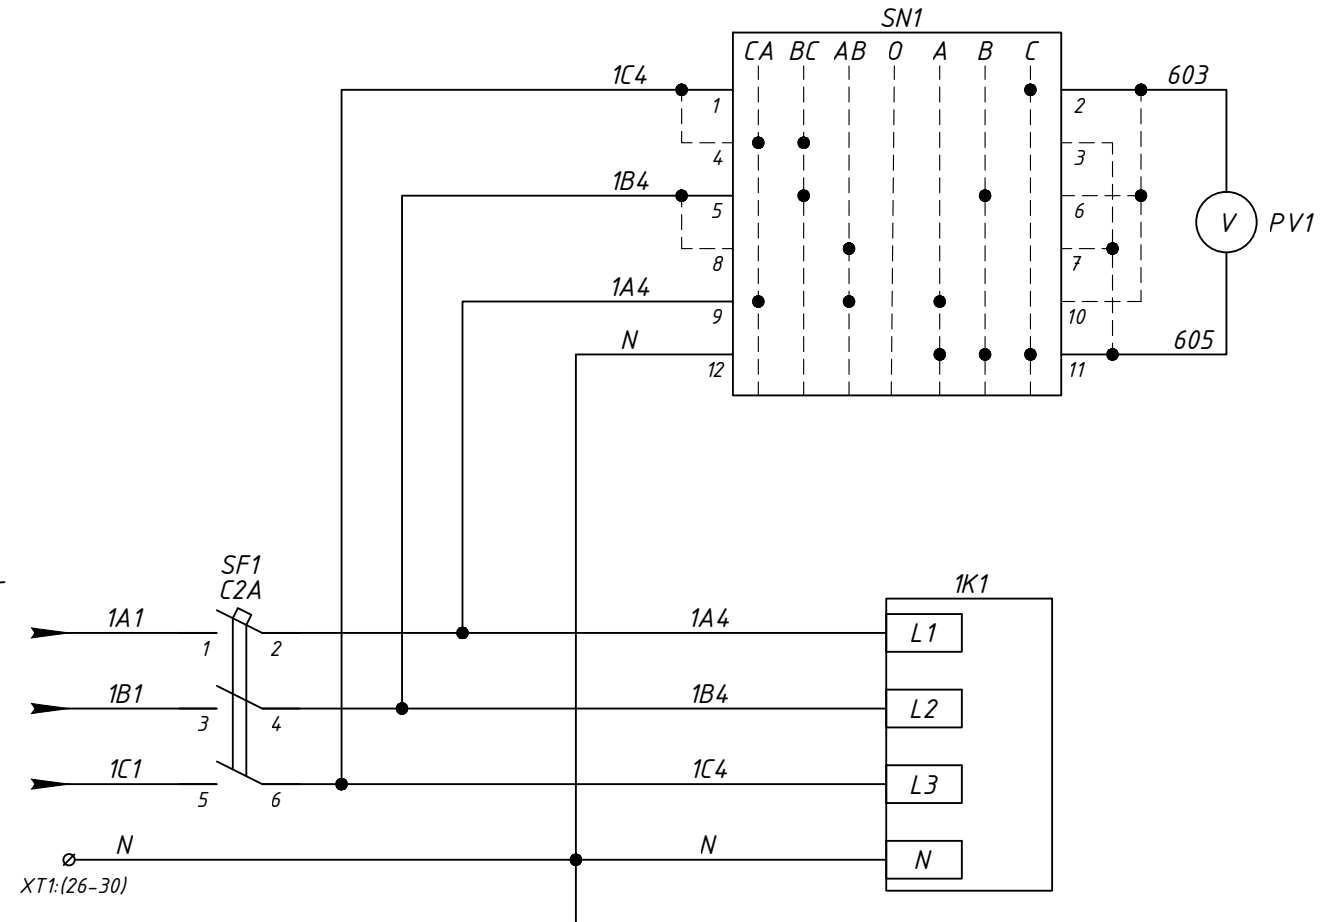 SN1
CA BC AB 0 A B C
1C4 603
1 2
4 3
1B4
5 6
V PV1
8 7
1A4
9 10
N 605
12 11
SF1
C2A
1K1
1A1 1A4 L1
1 2
1B1 1B4 L2
3 4
1C1 1C4 L3
5 6
N N N
XT1:(26-30)